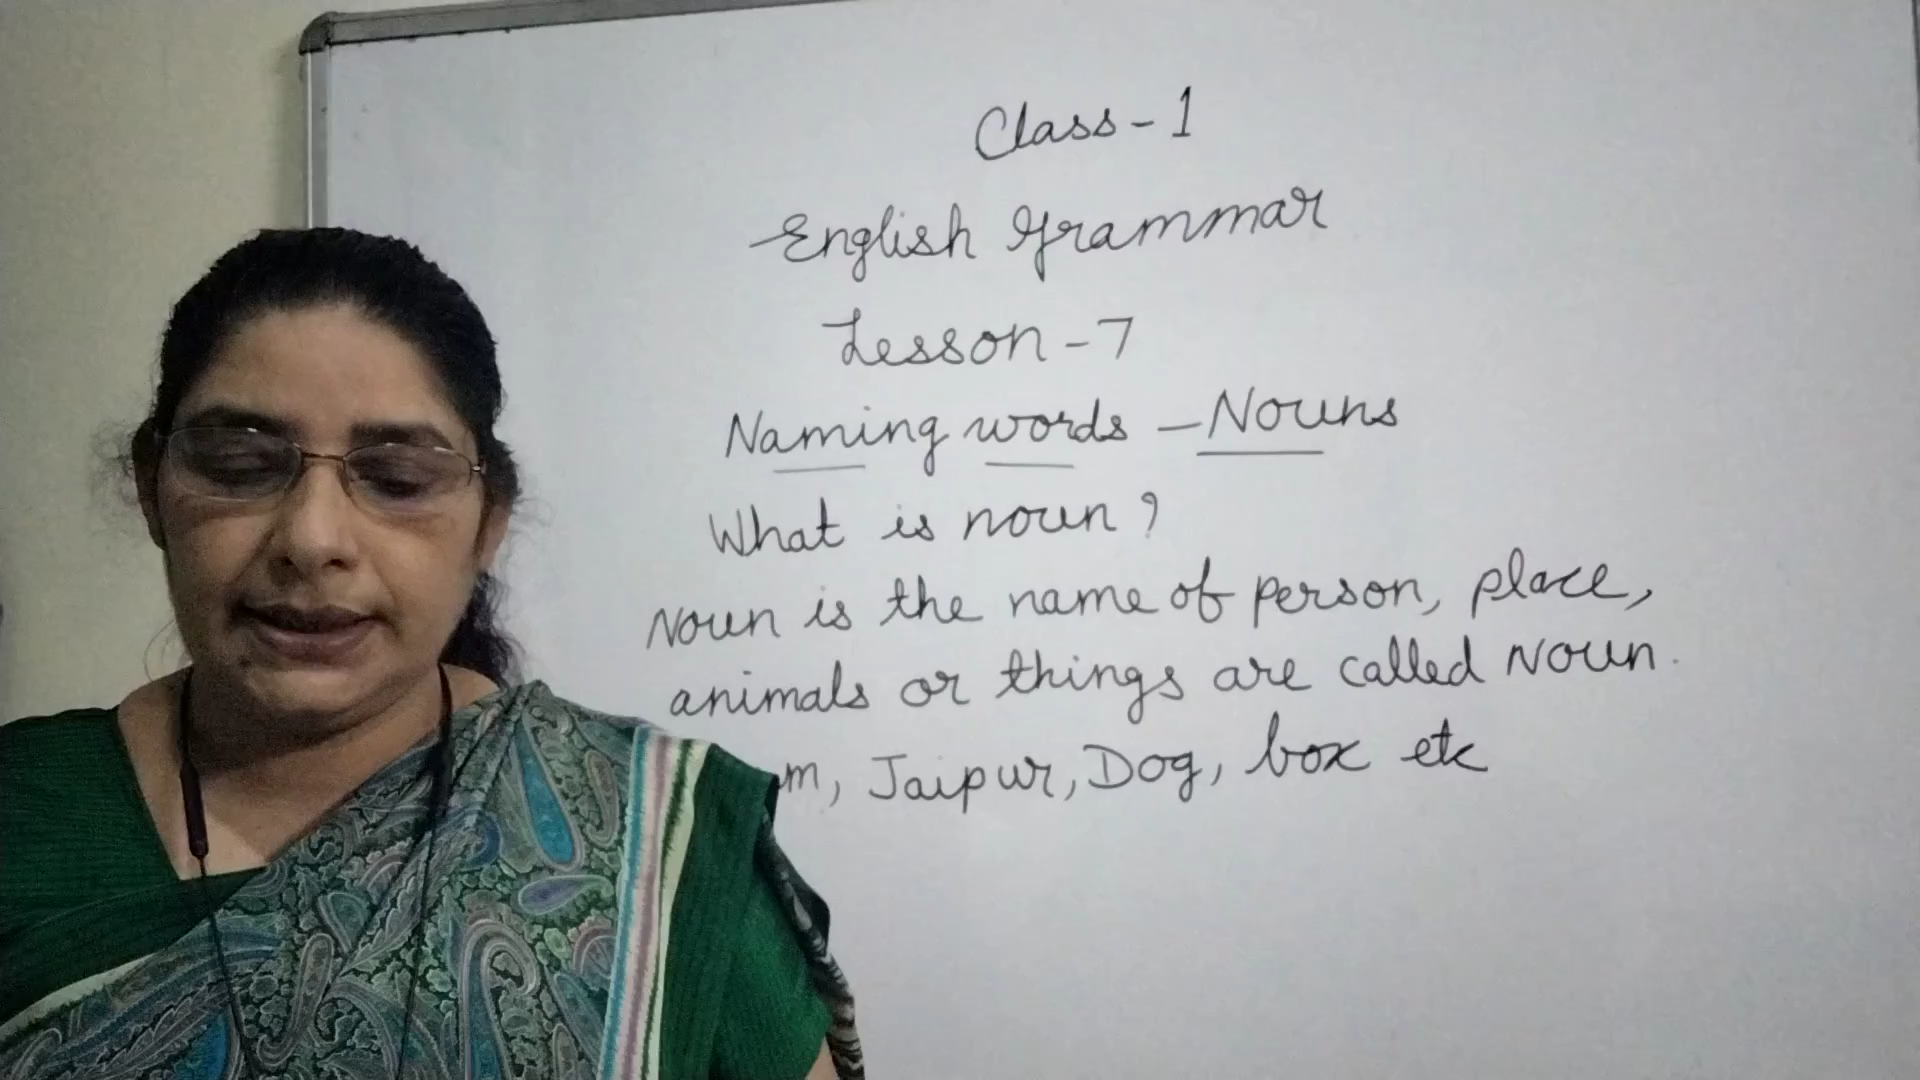 Class - 1
English Grammar
Lesson - 7
Naming words - Nouns
What is noun?
Noun is the name of person, place,
animals or things are called Noun.
Jaipur, Dog, box etc